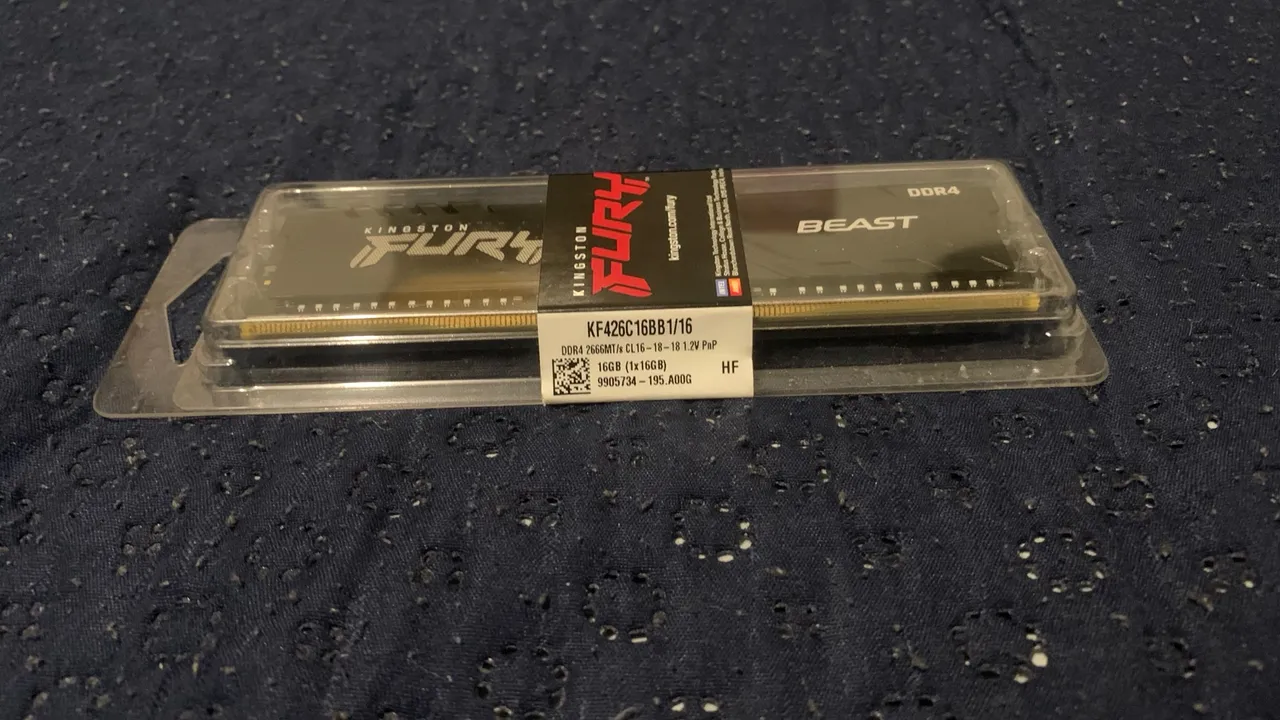 KINGSTON
FURY
KINGSTON
FURY
kingston.com/fury
BEAST
DDR4
KF426C16BB1/16
DDR4 2666MT/s CL16-18-18 1.2V PnP
16GB (1x16GB)
9905734-195.A00G
HF